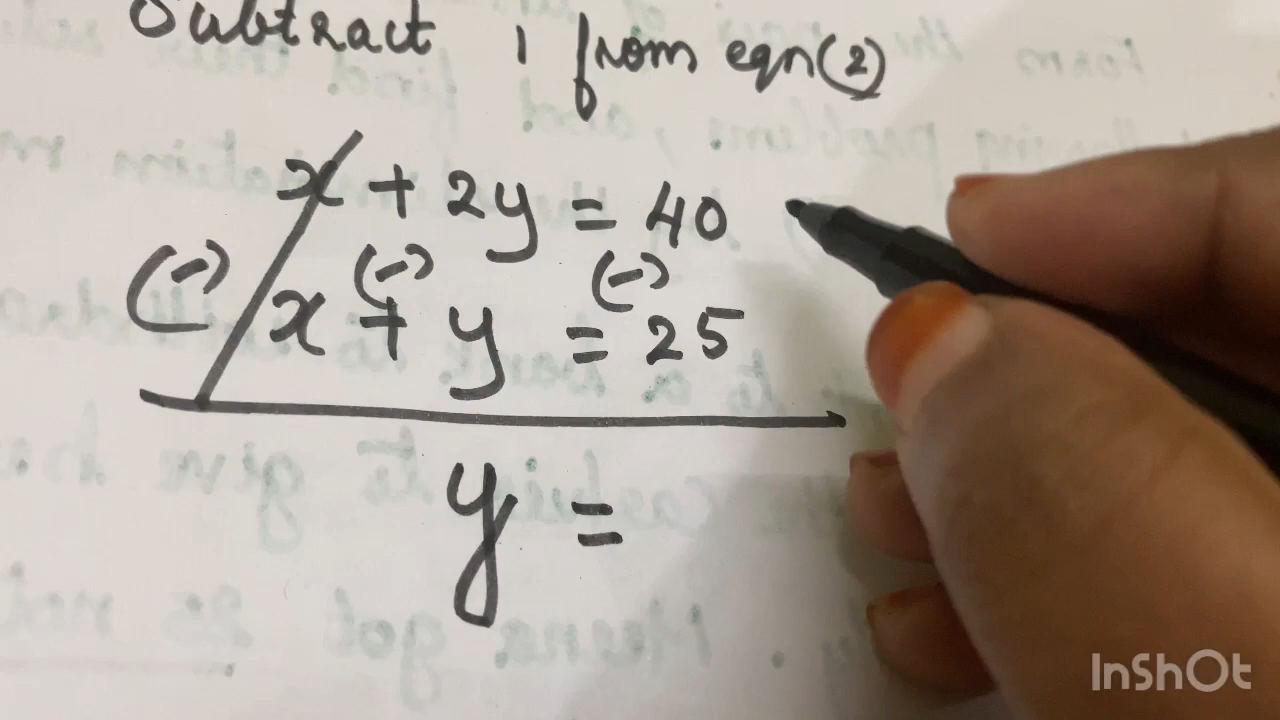 Subtract 1 from eqn(2)
x + 2y = 40
(-) (-) (-)
x + y = 25
y =
InShOt